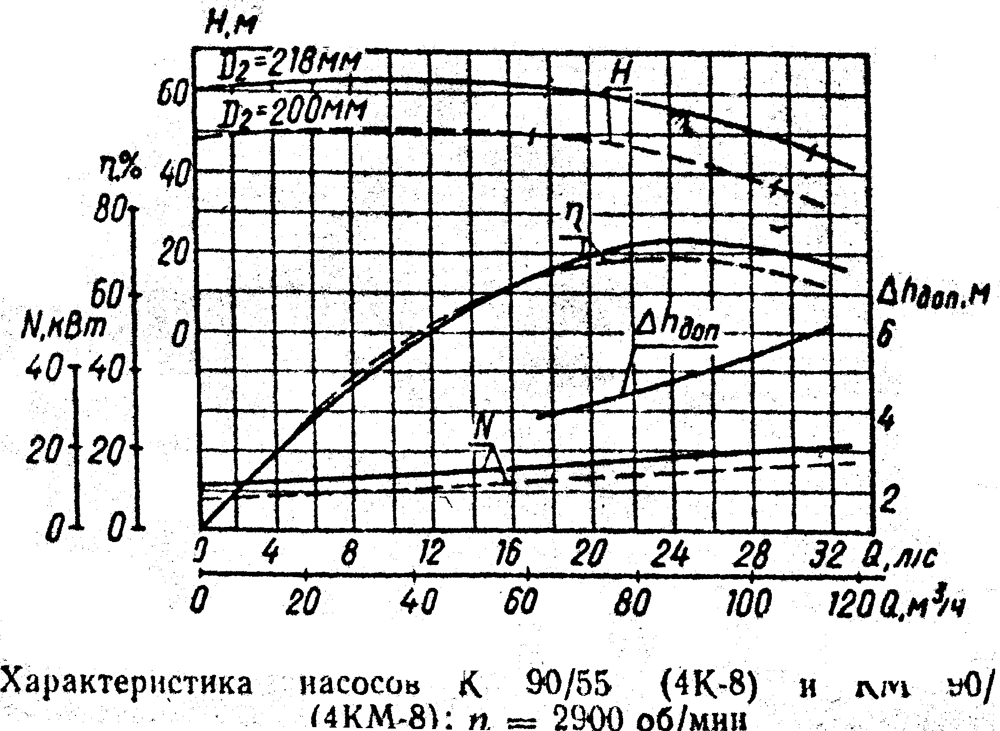 H, м
D₂=218мм
H
60
D₂=200мм
η%
40
80
η
20
60
Δhдоп, м
N, кВт
0
Δhдоп
6
40
40
4
N
20
20
2
0
0
0 4 8 12 16 20 24 28 32 Q, л/с
0 20 40 60 80 100 120 Q, м³/ч
Характеристика насосов К 90/55 (4К-8) и КМ 90/
(4КМ-8); n = 2900 об/мин